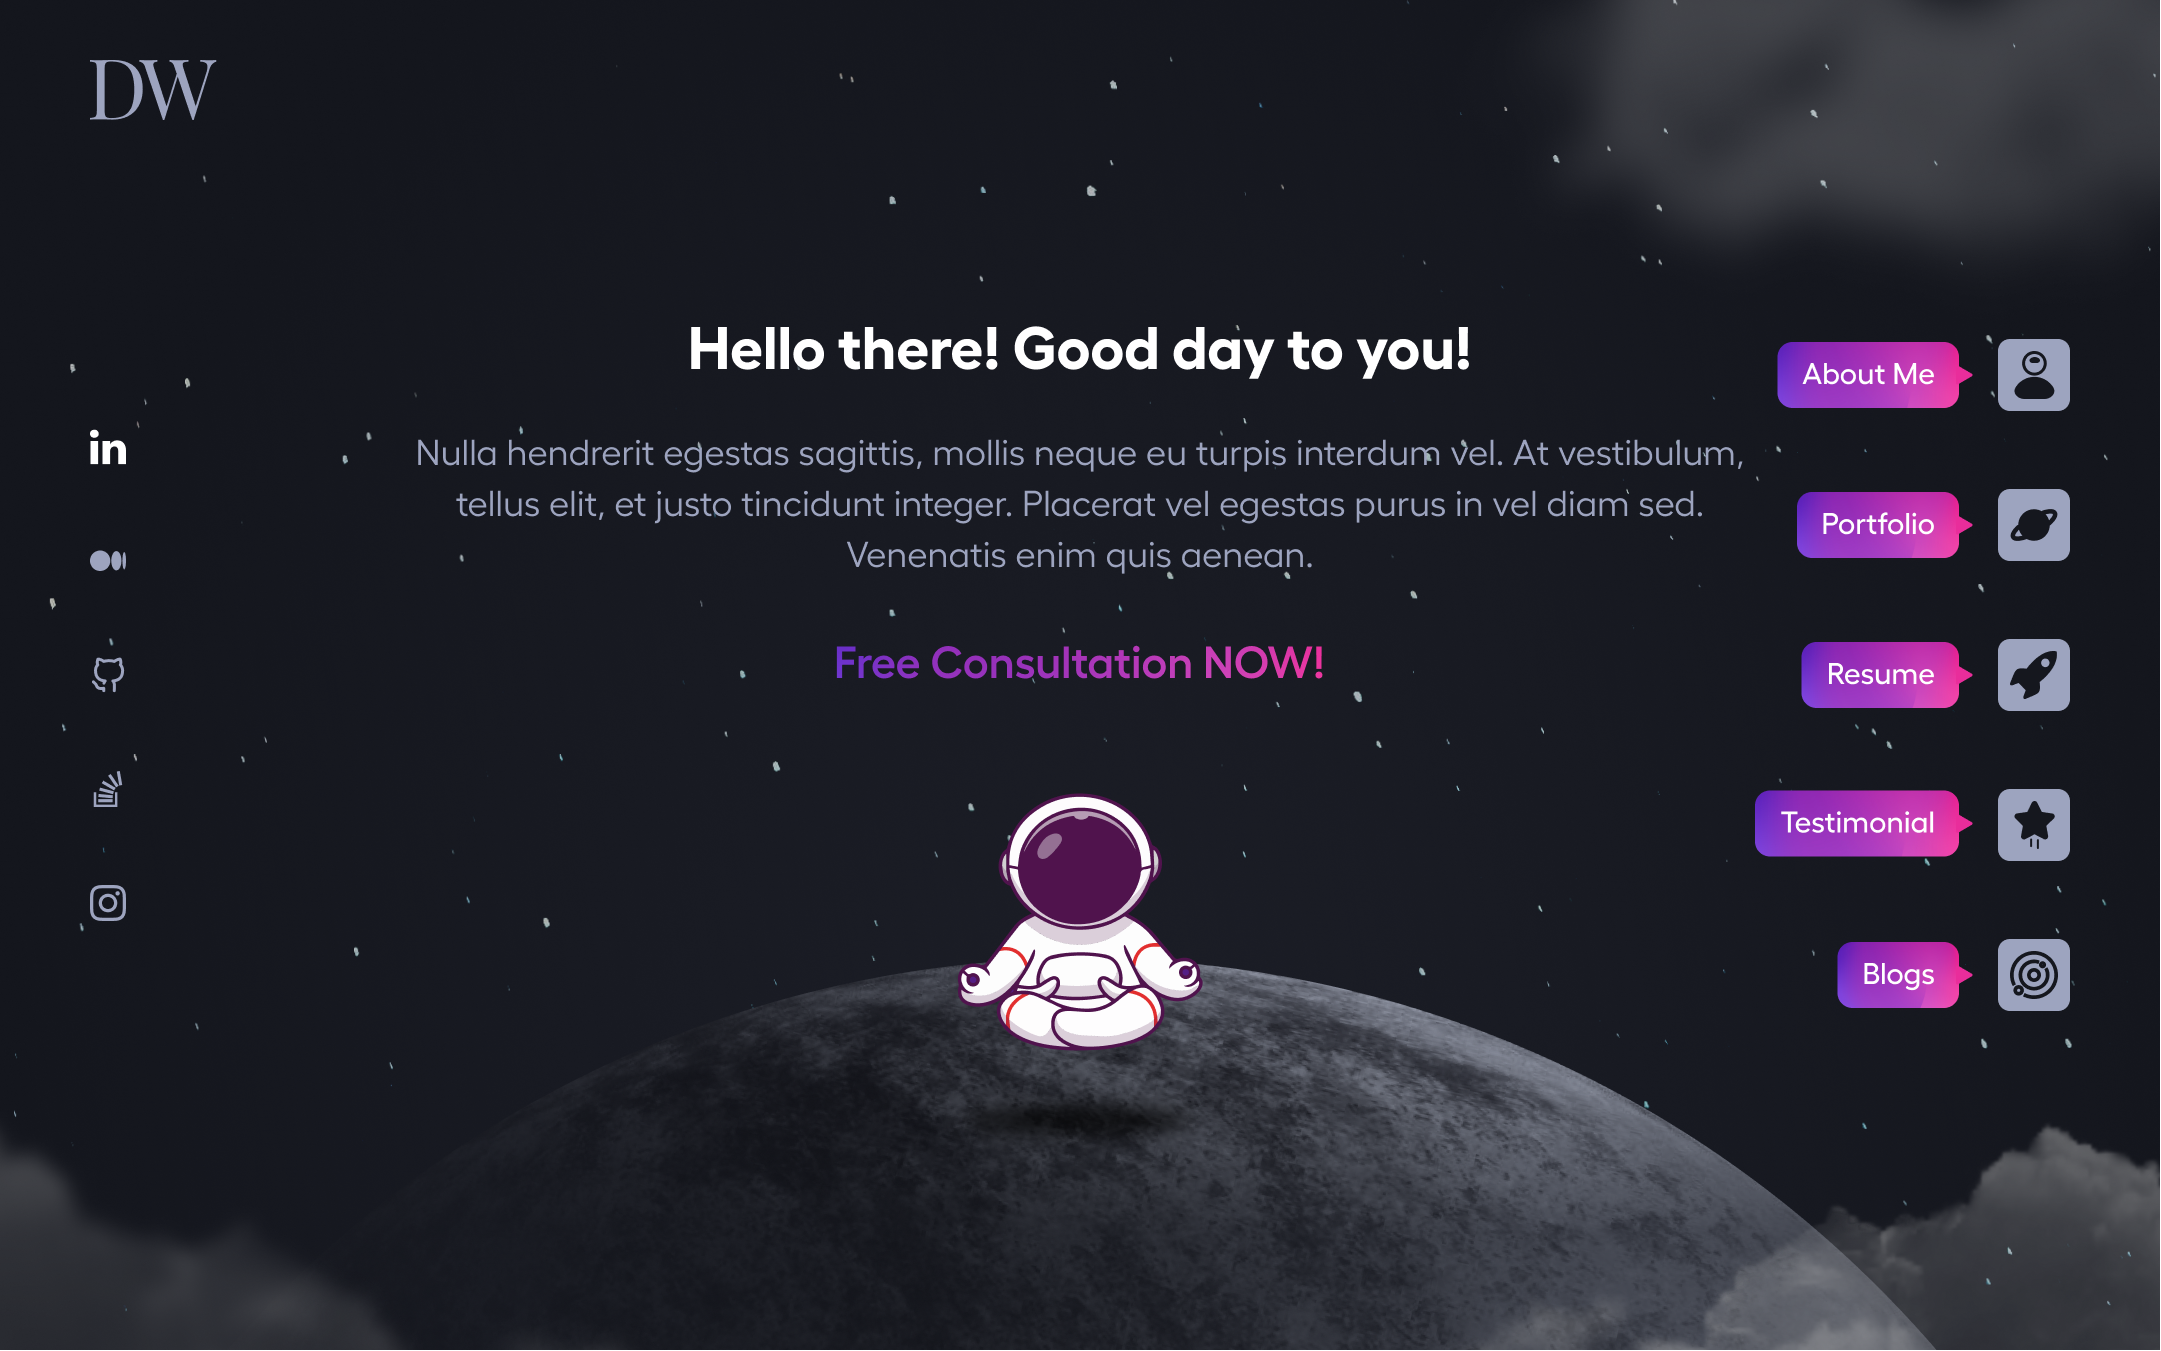 DW
Hello there! Good day to you!
Nulla hendrerit egestas sagittis, mollis neque eu turpis interdum vel. At vestibulum,
tellus elit, et justo tincidunt integer. Placerat vel egestas purus in vel diam sed.
Venenatis enim quis aenean.
Free Consultation NOW!
in
About Me
Portfolio
Resume
Testimonial
Blogs